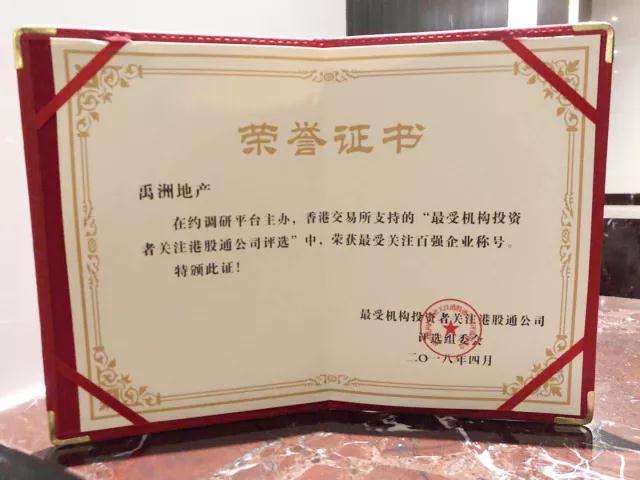 荣誉证书
禹洲地产
在约调研平台主办，香港交易所支持的“最受机构投资
者关注港股通公司评选”中，荣获最受关注百强企业称号。
特颁此证！
最受机构投资者关注港股通公司
评选组委会
二〇一八年四月